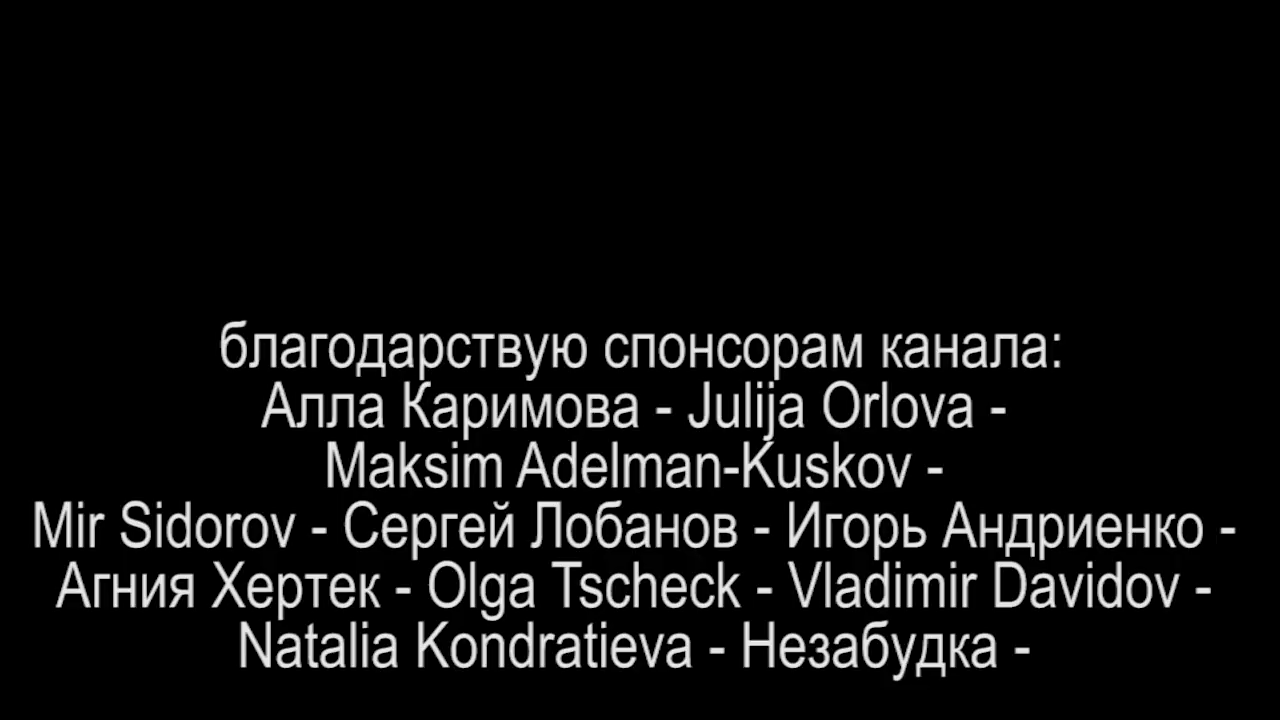 благодарствую спонсорам канала:
Алла Каримова - Julija Orlova -
Maksim Adelman-Kuskov -
Mir Sidorov - Сергей Лобанов - Игорь Андриенко -
Агния Хертек - Olga Tscheck - Vladimir Davidov -
Natalia Kondratieva - Незабудка -